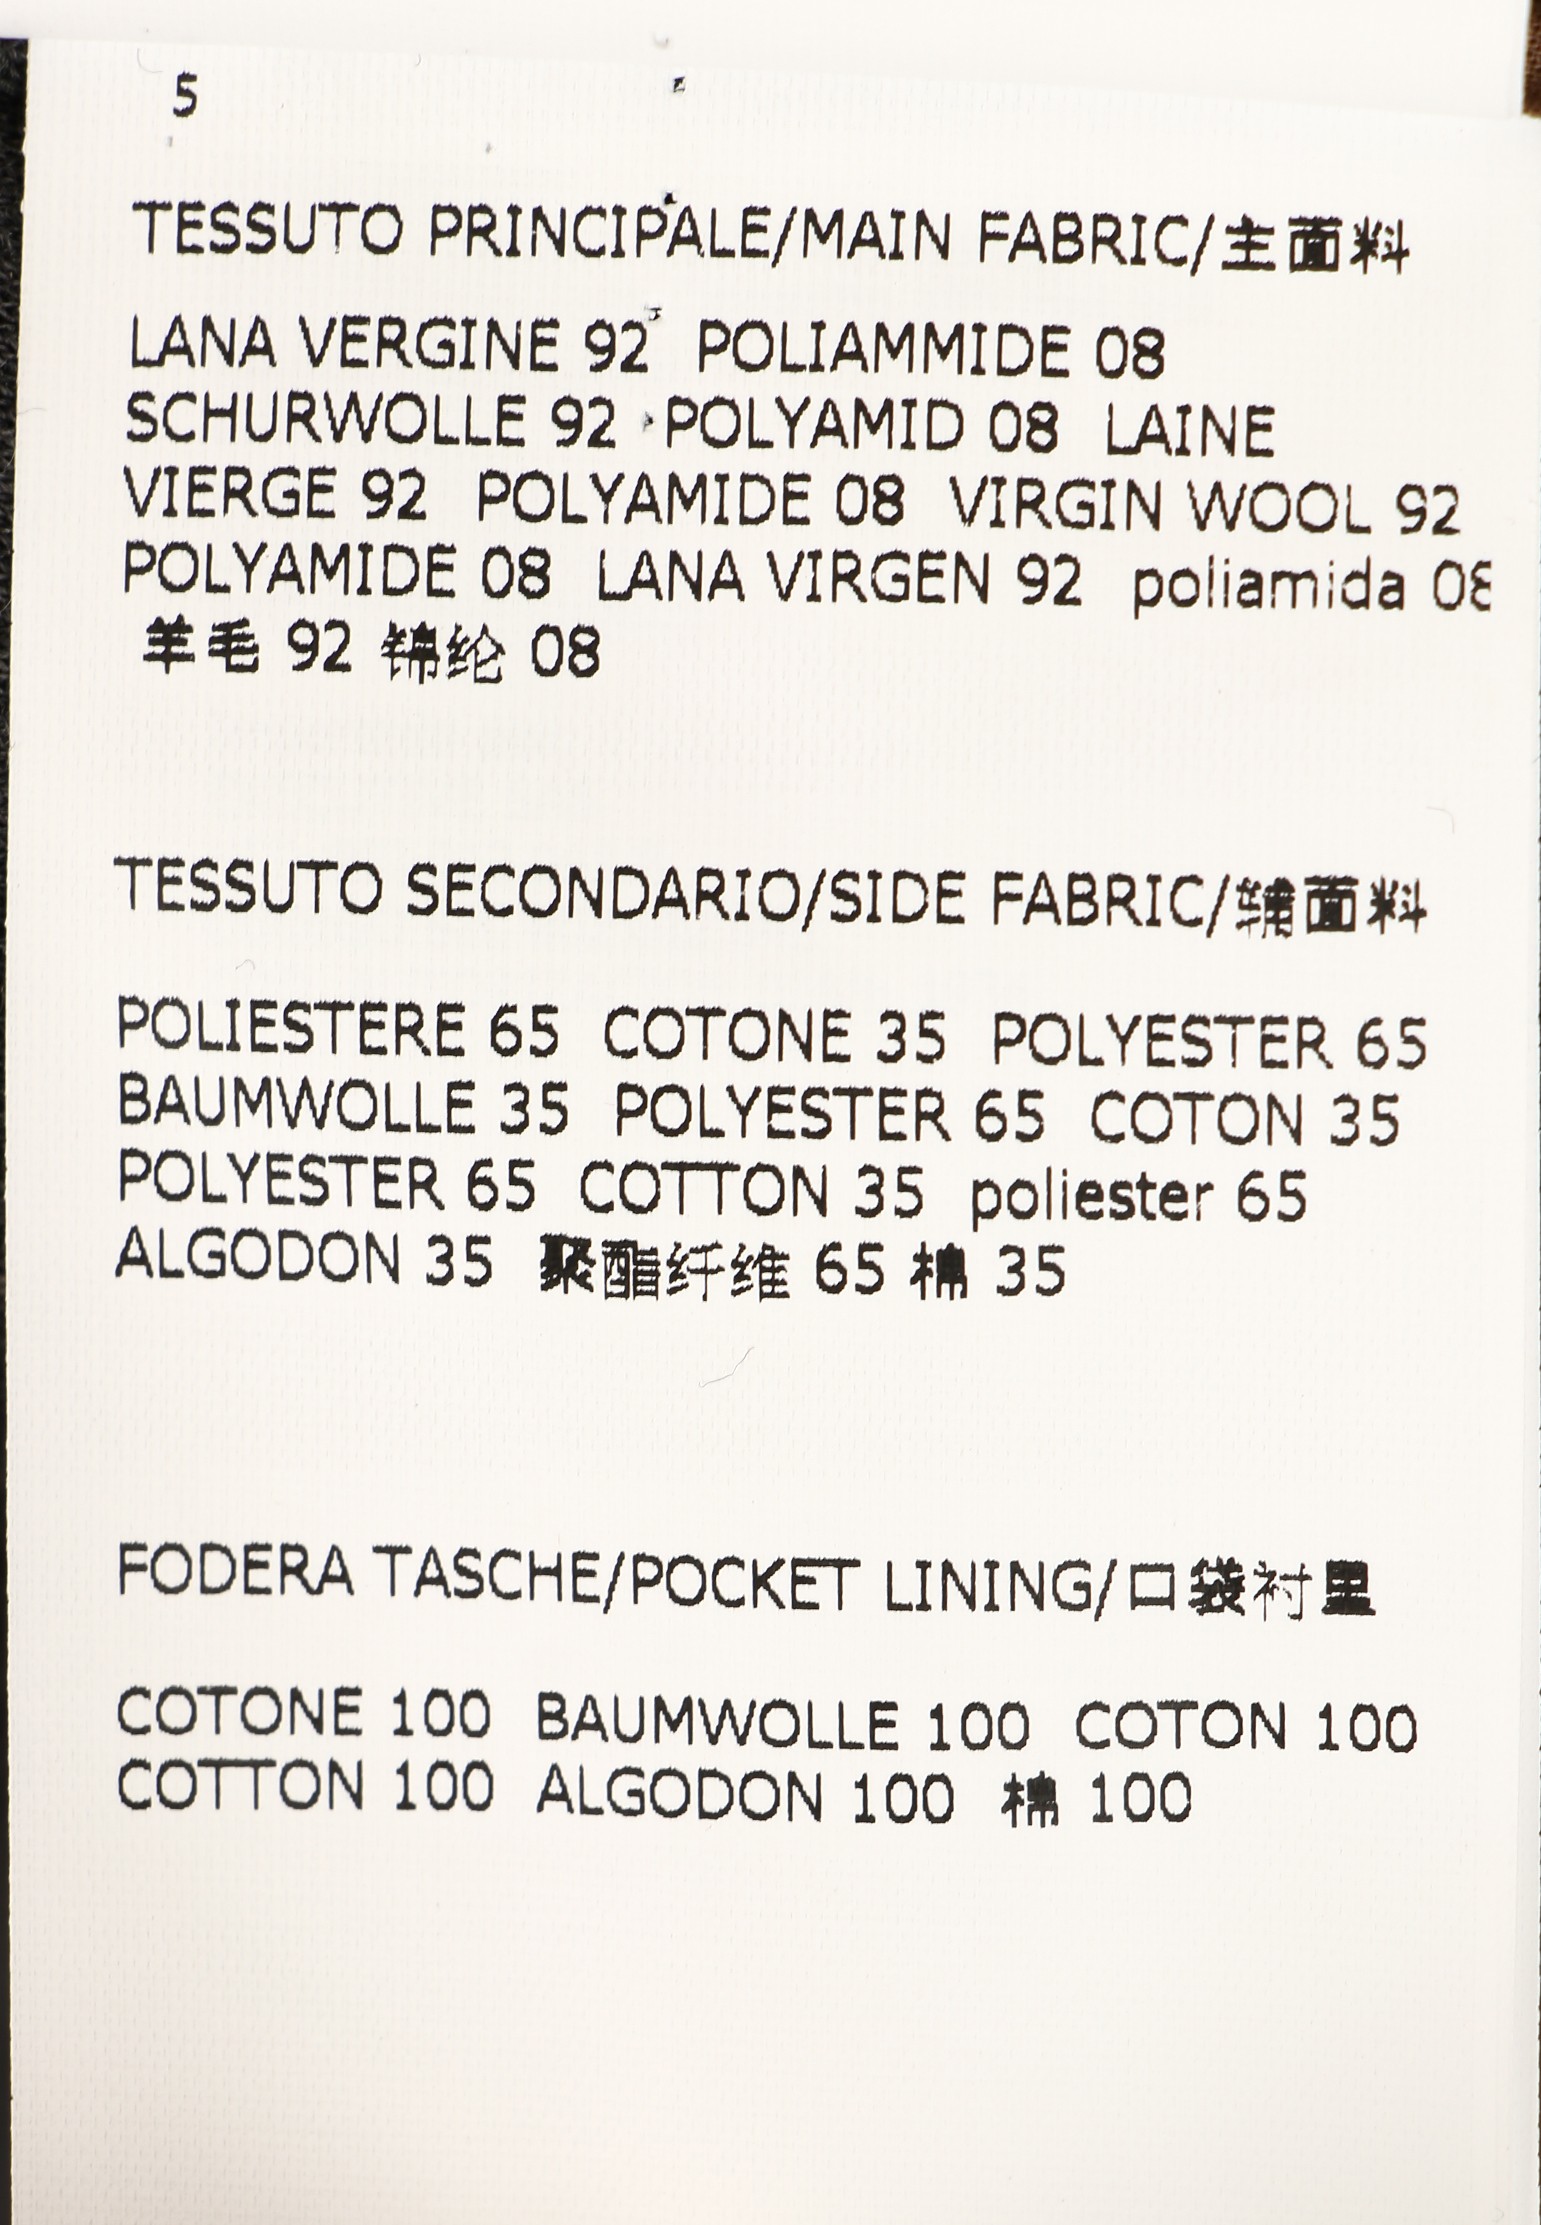 5
TESSUTO PRINCIPALE/MAIN FABRIC/主面料
LANA VERGINE 92 POLIAMMIDE 08
SCHURWOLLE 92 POLYAMID 08 LAINE
VIERGE 92 POLYAMIDE 08 VIRGIN WOOL 92
POLYAMIDE 08 LANA VIRGEN 92 poliamida 08
羊毛 92 锦纶 08
TESSUTO SECONDARIO/SIDE FABRIC/辅面料
POLIESTERE 65 COTONE 35 POLYESTER 65
BAUMWOLLE 35 POLYESTER 65 COTON 35
POLYESTER 65 COTTON 35 poliester 65
ALGODON 35 聚酯纤维 65 棉 35
FODERA TASCHE/POCKET LINING/口袋衬里
COTONE 100 BAUMWOLLE 100 COTON 100
COTTON 100 ALGODON 100 棉 100